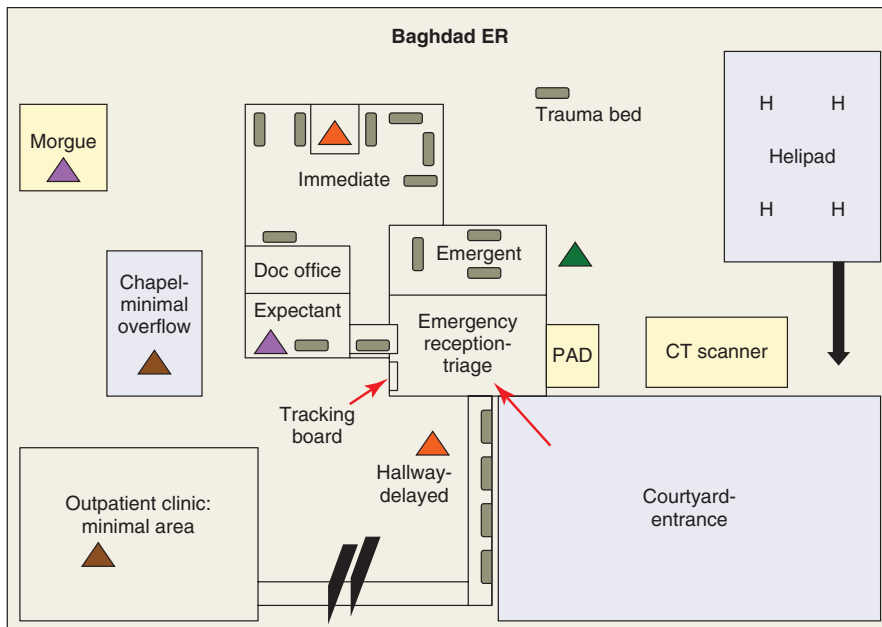 Baghdad ER
Morgue
Trauma bed
H H
Helipad
H H
Immediate
Doc office
Emergent
Chapel-
minimal
overflow
Expectant
Emergency
reception-
triage
PAD
CT scanner
Tracking
board
Hallway-
delayed
Outpatient clinic:
minimal area
Courtyard-
entrance